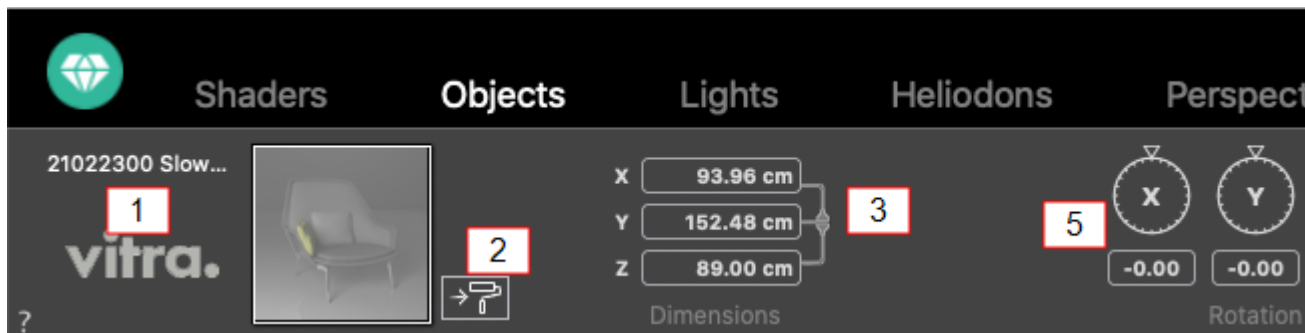 Shaders Objects Lights Heliodons Perspect
21022300 Slow...
1
vitra.
2
X 93.96 cm
Y 152.48 cm
Z 89.00 cm
3
Dimensions
5
X Y
-0.00 -0.00
Rotation
?